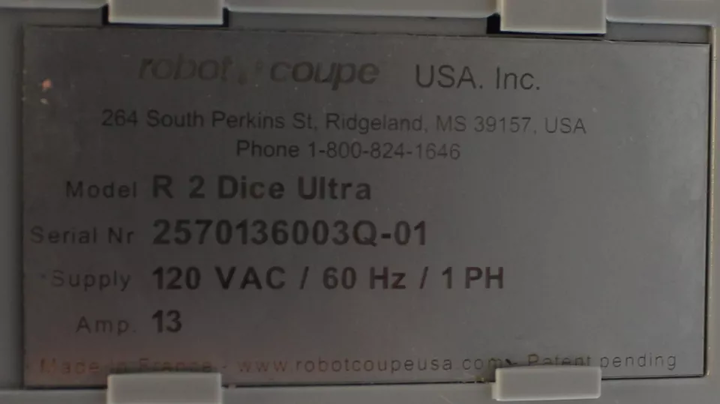 robot coupe USA. Inc.
264 South Perkins St, Ridgeland, MS 39157, USA
Phone 1-800-824-1646
Model R 2 Dice Ultra
Serial Nr 2570136003Q-01
Supply 120 VAC / 60 Hz / 1 PH
Amp. 13
Made in France - www.robotcoupeusa.com - Patent pending